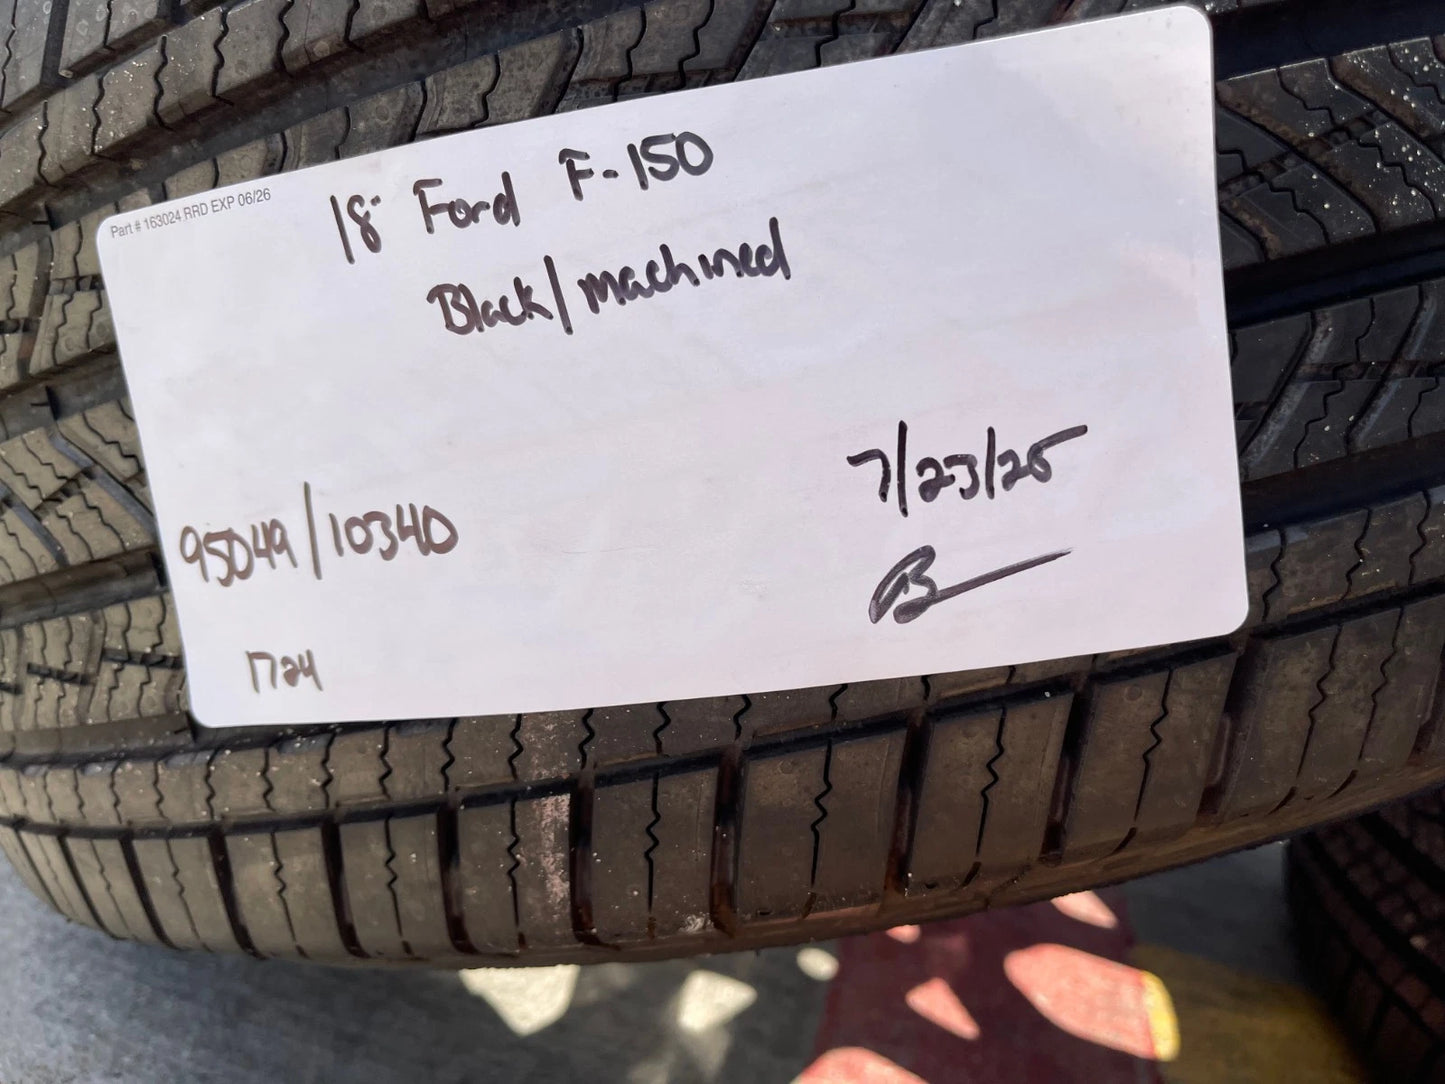 Part # 163024 RRD EXP 06/26
18" Ford F-150
Black/machined
7/23/25
95049/10340
1724